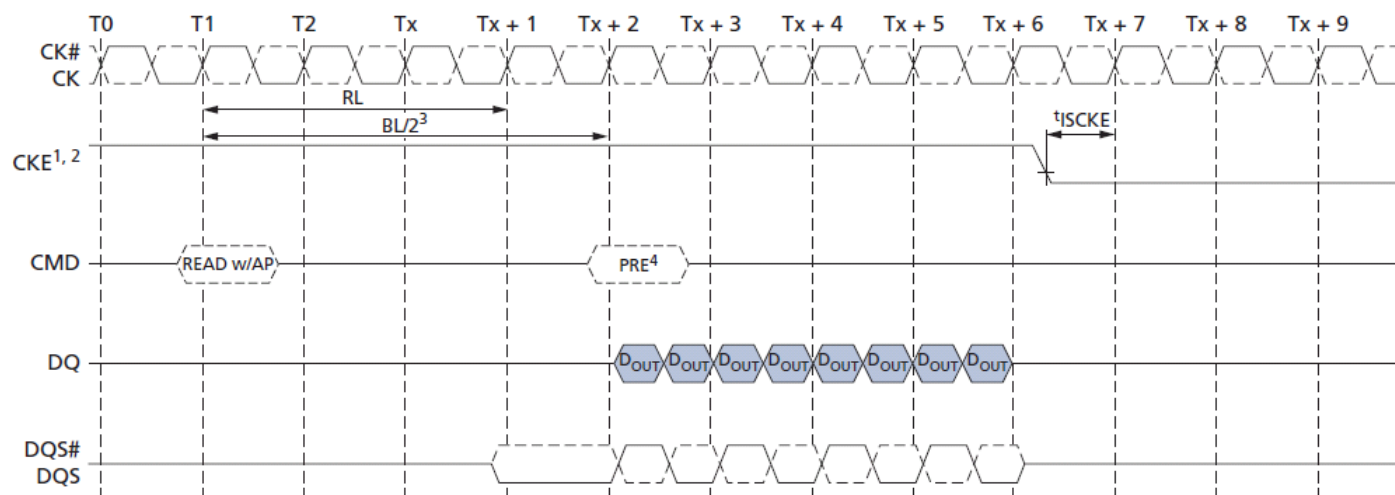 T0 T1 T2 Tx Tx + 1 Tx + 2 Tx + 3 Tx + 4 Tx + 5 Tx + 6 Tx + 7 Tx + 8 Tx + 9
CK#
CK
RL
BL/2³
tISCKE
CKE1, 2
CMD
READ w/AP
PRE⁴
DQ
DOUT DOUT DOUT DOUT DOUT DOUT DOUT DOUT
DQS#
DQS